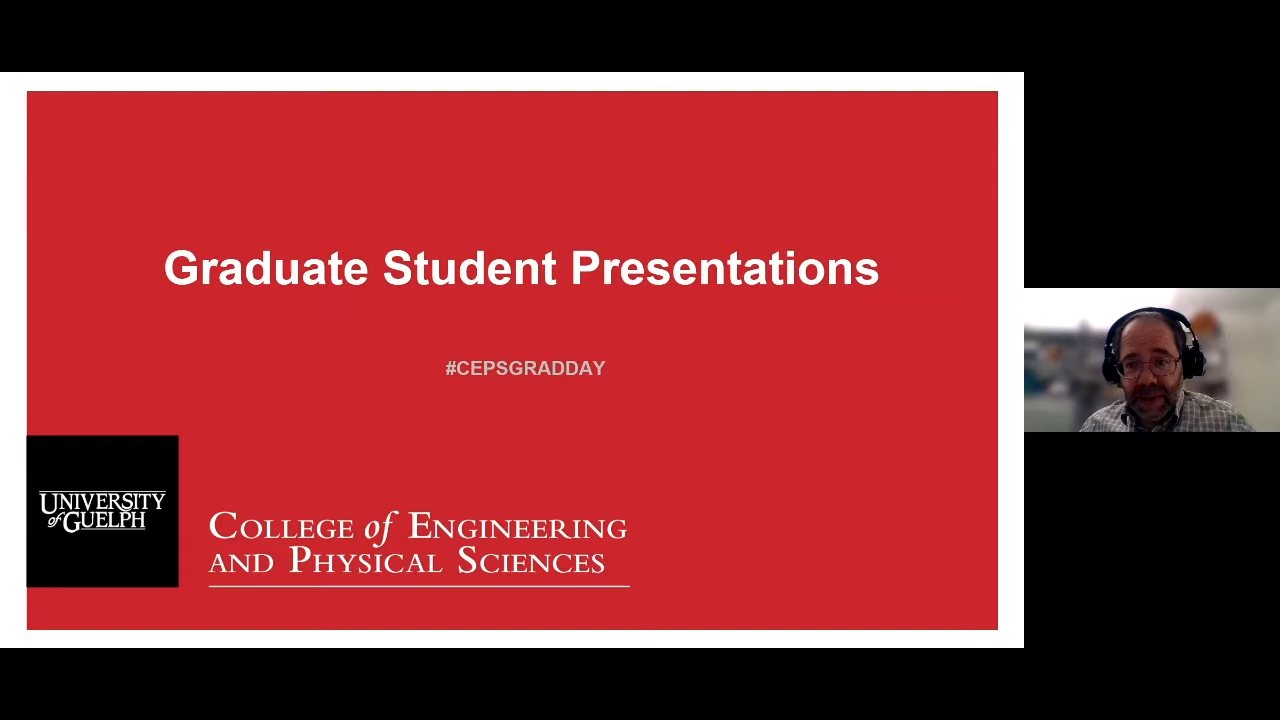 Graduate Student Presentations
#CEPSGRADDAY
UNIVERSITY
of GUELPH
COLLEGE of ENGINEERING
AND PHYSICAL SCIENCES